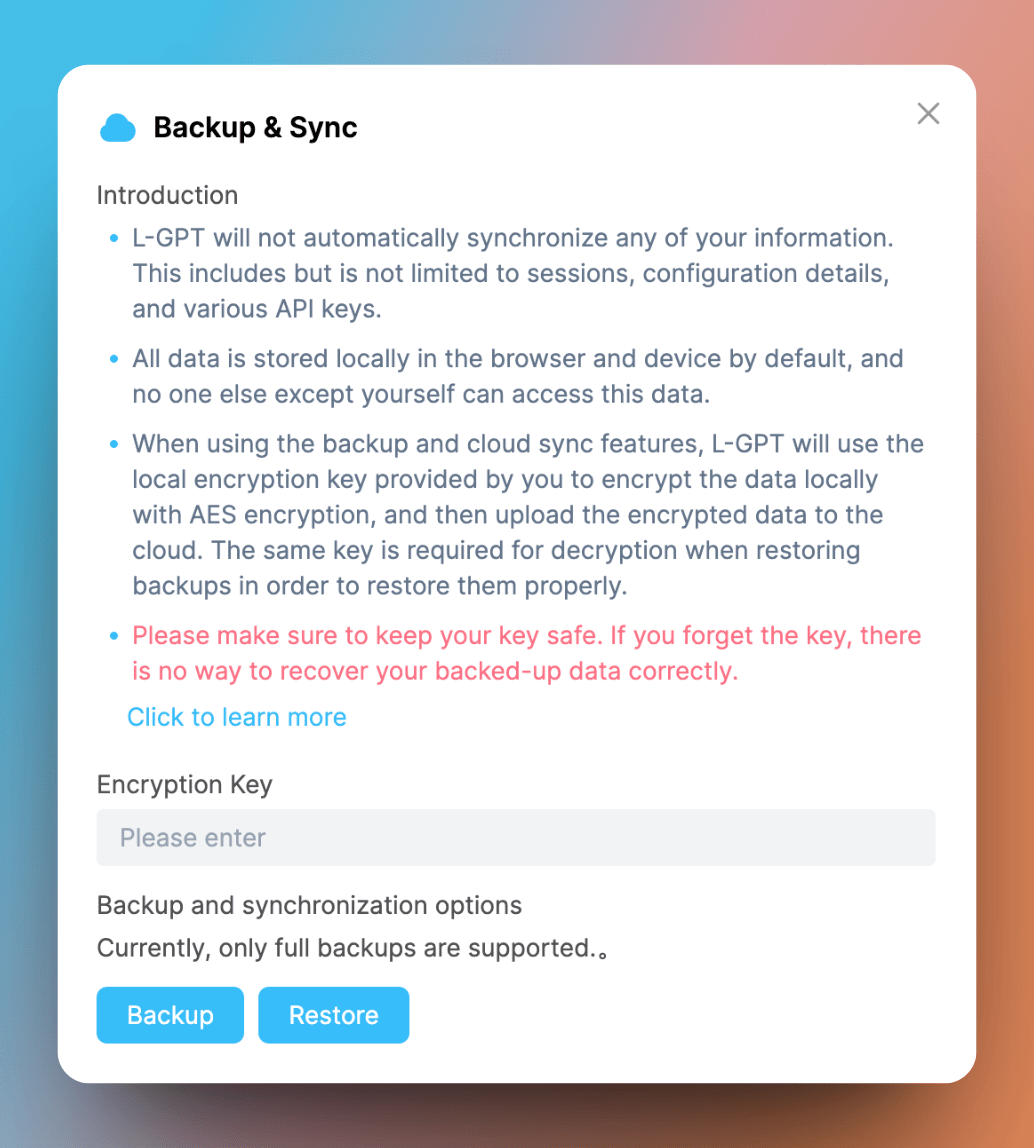 Backup & Sync
Introduction
L-GPT will not automatically synchronize any of your information.
This includes but is not limited to sessions, configuration details,
and various API keys.
All data is stored locally in the browser and device by default, and
no one else except yourself can access this data.
When using the backup and cloud sync features, L-GPT will use the
local encryption key provided by you to encrypt the data locally
with AES encryption, and then upload the encrypted data to the
cloud. The same key is required for decryption when restoring
backups in order to restore them properly.
Please make sure to keep your key safe. If you forget the key, there
is no way to recover your backed-up data correctly.
Click to learn more
Encryption Key
Please enter
Backup and synchronization options
Currently, only full backups are supported.。
Backup
Restore